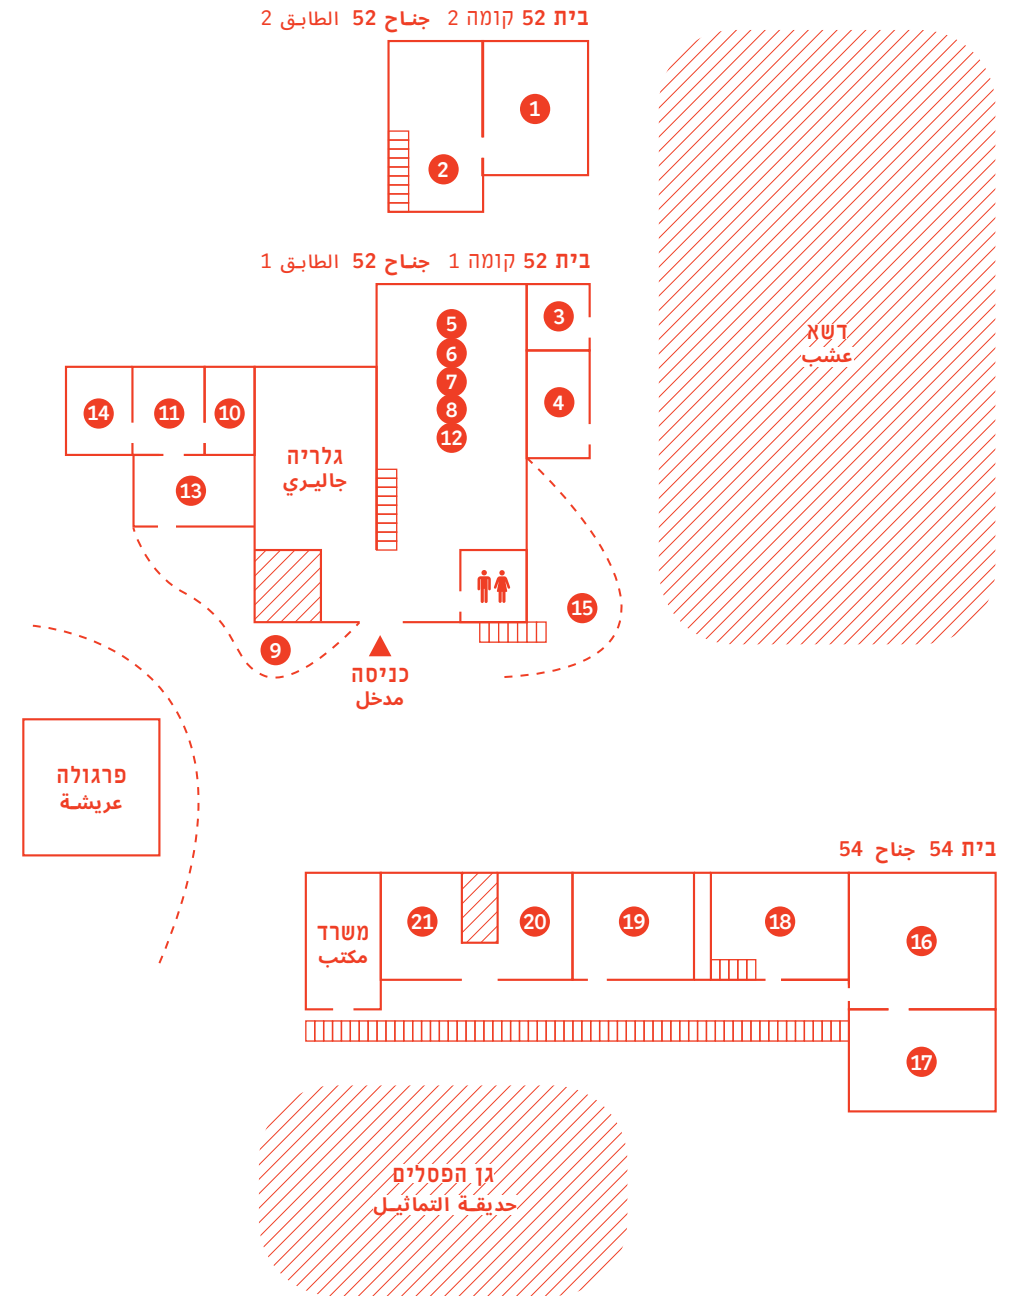 בית 52 קומה 2 جناح 52 الطابق 2
1
2
בית 52 קומה 1 جناح 52 الطابق 1
3
4
5
6
7
8
12
דשא
عشب
14
11
10
גלריה
جاليري
13
15
9
כניסה
مدخل
פרגולה
عريشة
בית 54 جناح 54
משרד
مكتب
21
20
19
18
16
17
גן הפסלים
حديقة التماثيل